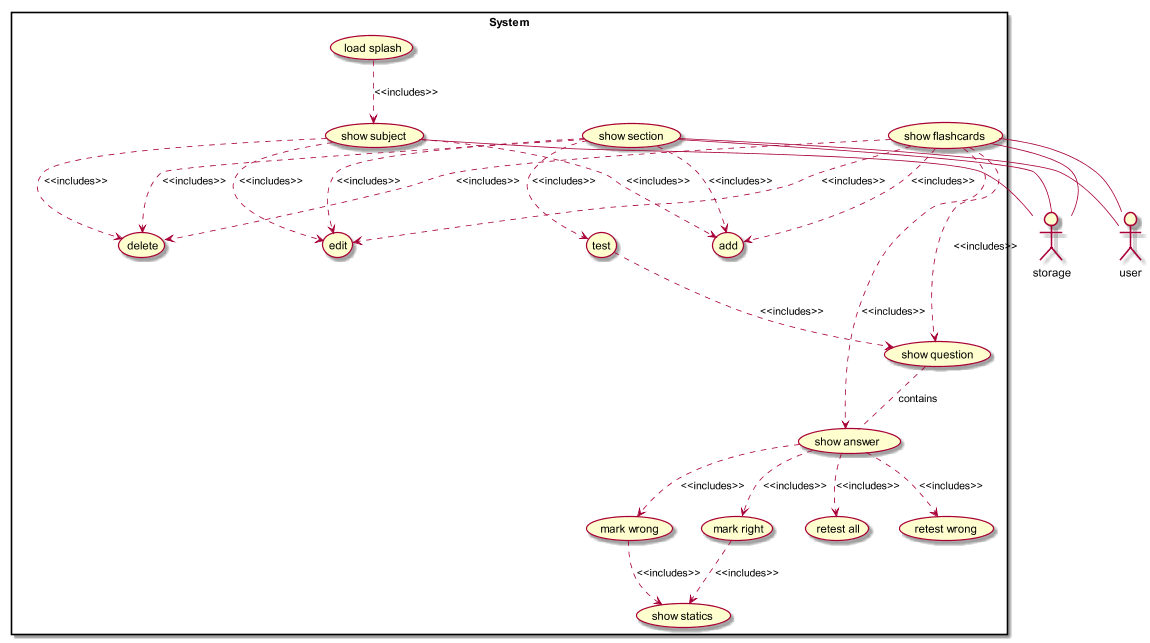 System
load splash
<<includes>>
show subject
show section
show flashcards
<<includes>>
<<includes>>
<<includes>>
<<includes>>
<<includes>>
<<includes>>
<<includes>>
<<includes>>
<<includes>>
<<includes>>
delete
edit
test
add
<<includes>>
storage
user
<<includes>>
<<includes>>
show question
contains
show answer
<<includes>>
<<includes>>
<<includes>>
<<includes>>
mark wrong
mark right
retest all
retest wrong
<<includes>>
<<includes>>
show statics